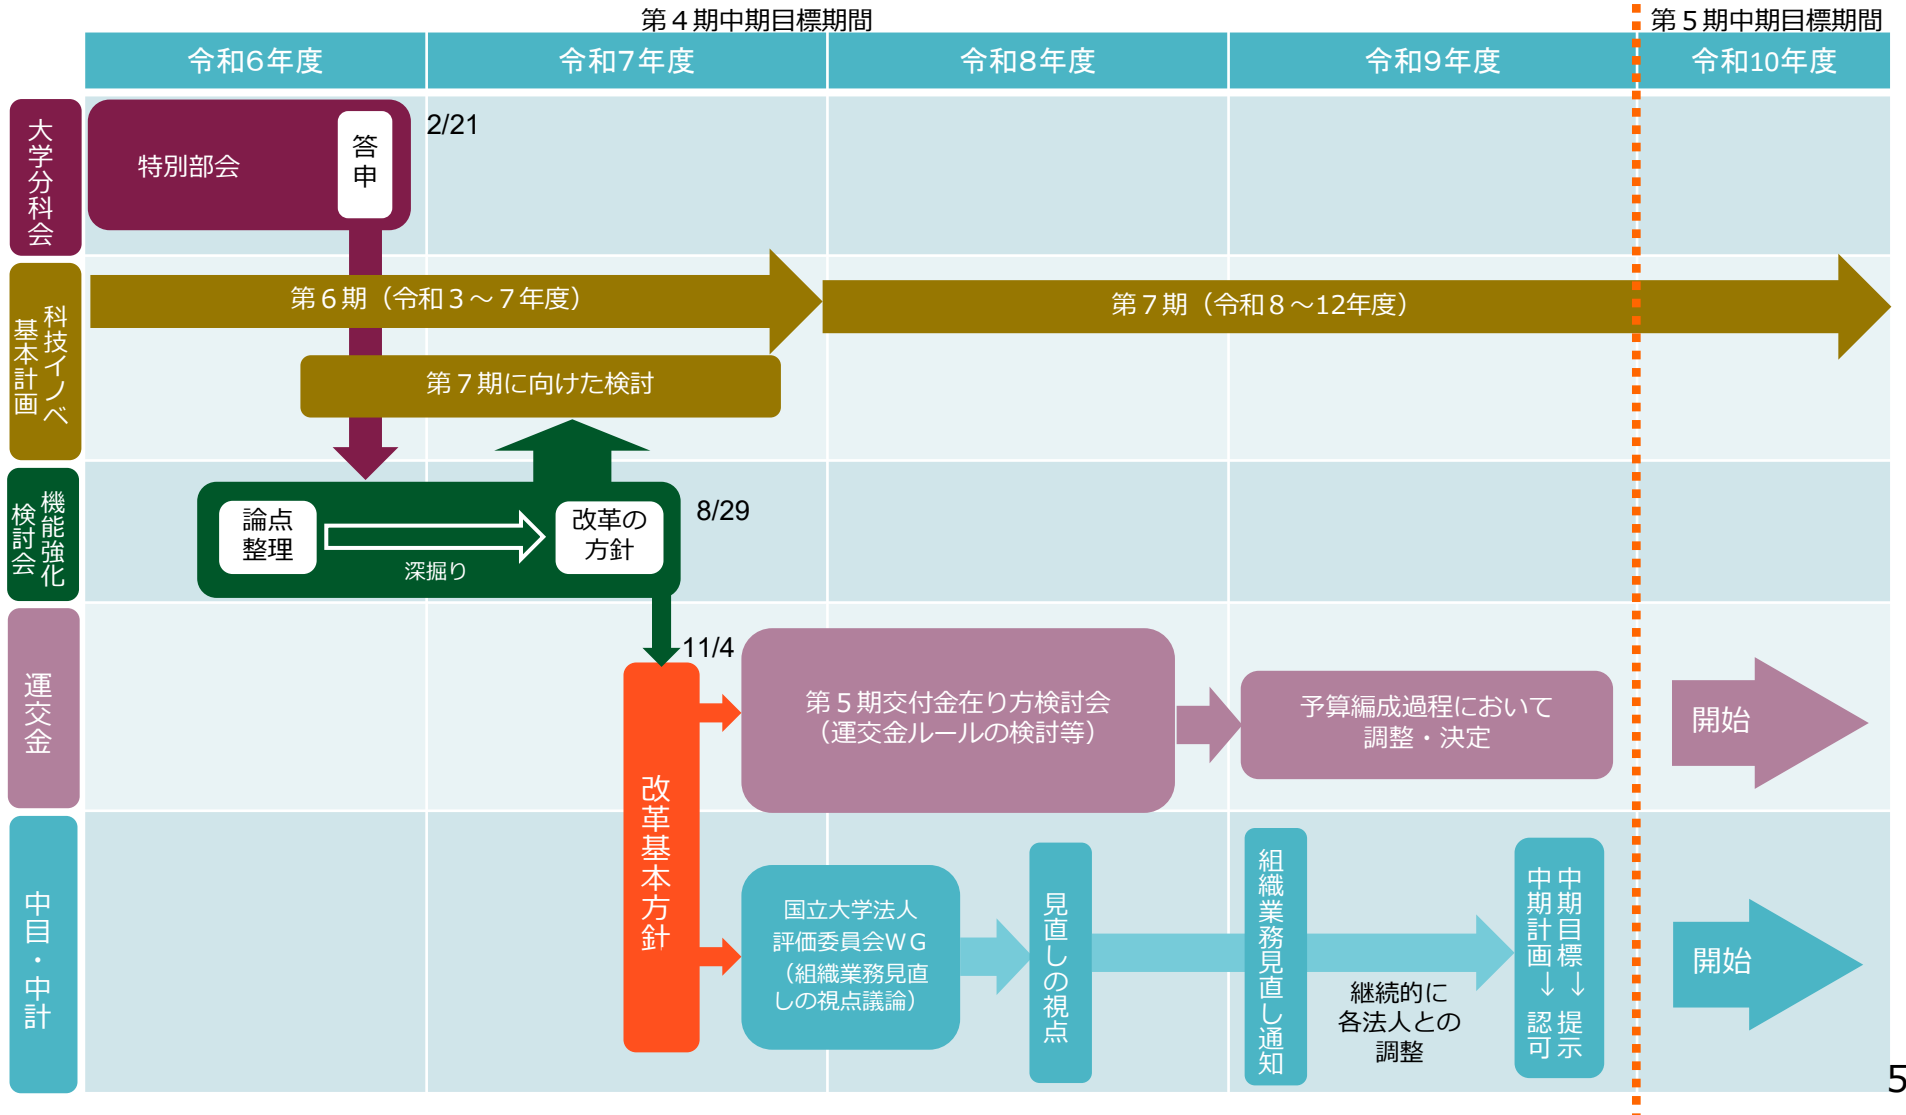 第４期中期目標期間
第５期中期目標期間
令和6年度
令和7年度
令和8年度
令和9年度
令和10年度
大学分科会
特別部会
答申
2/21
科技イノベ
基本計画
第６期（令和３～７年度）
第７期（令和８～12年度）
第７期に向けた検討
機能強化
検討会
論点
整理
深掘り
改革の
方針
8/29
運交金
11/4
改革基本方針
第５期交付金在り方検討会
（運交金ルールの検討等）
予算編成過程において
調整・決定
開始
中目・中計
国立大学法人
評価委員会ＷＧ
（組織業務見直
しの視点議論）
見直しの視点
組織業務見直し通知
継続的に
各法人との
調整
中期目標→提示
中期計画→認可
開始
5